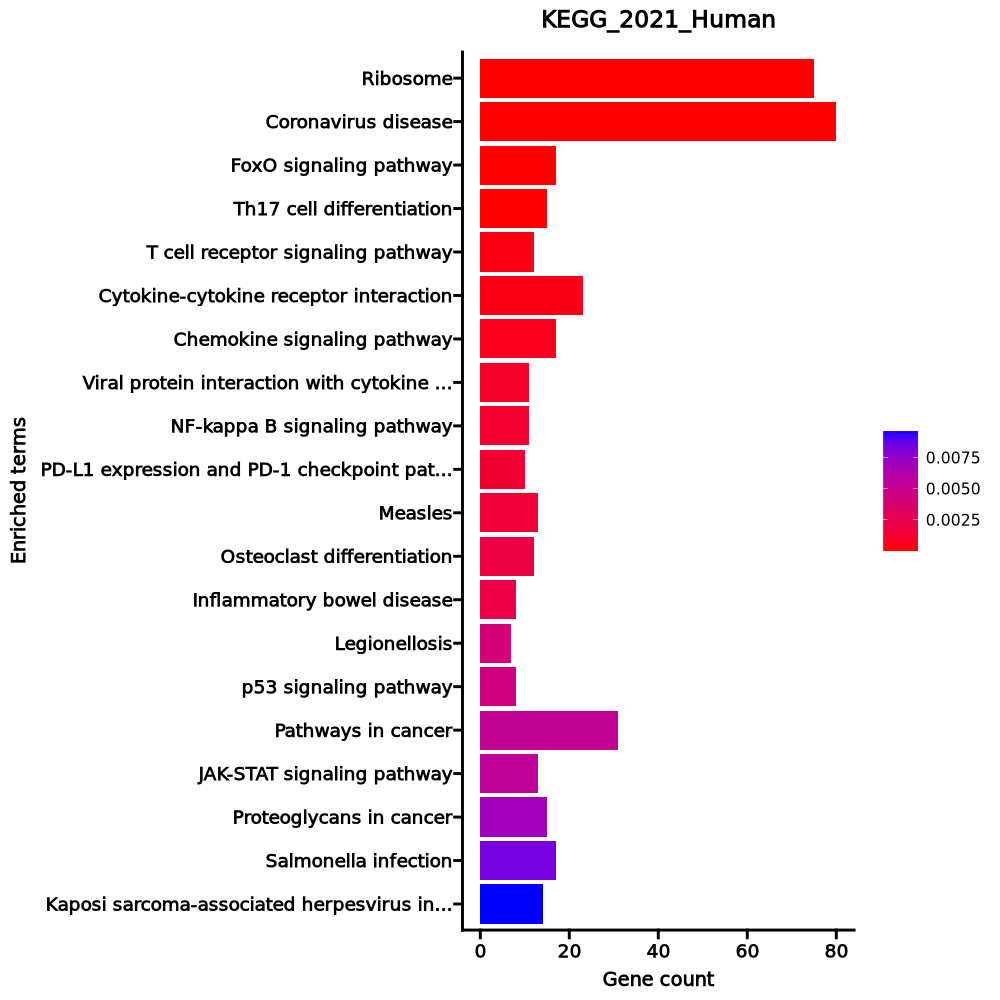 KEGG_2021_Human
Ribosome
Coronavirus disease
FoxO signaling pathway
Th17 cell differentiation
T cell receptor signaling pathway
Cytokine-cytokine receptor interaction
Chemokine signaling pathway
Viral protein interaction with cytokine ...
NF-kappa B signaling pathway
PD-L1 expression and PD-1 checkpoint pat...
Measles
Osteoclast differentiation
Inflammatory bowel disease
Legionellosis
p53 signaling pathway
Pathways in cancer
JAK-STAT signaling pathway
Proteoglycans in cancer
Salmonella infection
Kaposi sarcoma-associated herpesvirus in...
Enriched terms
0 20 40 60 80
Gene count
0.0075
0.0050
0.0025